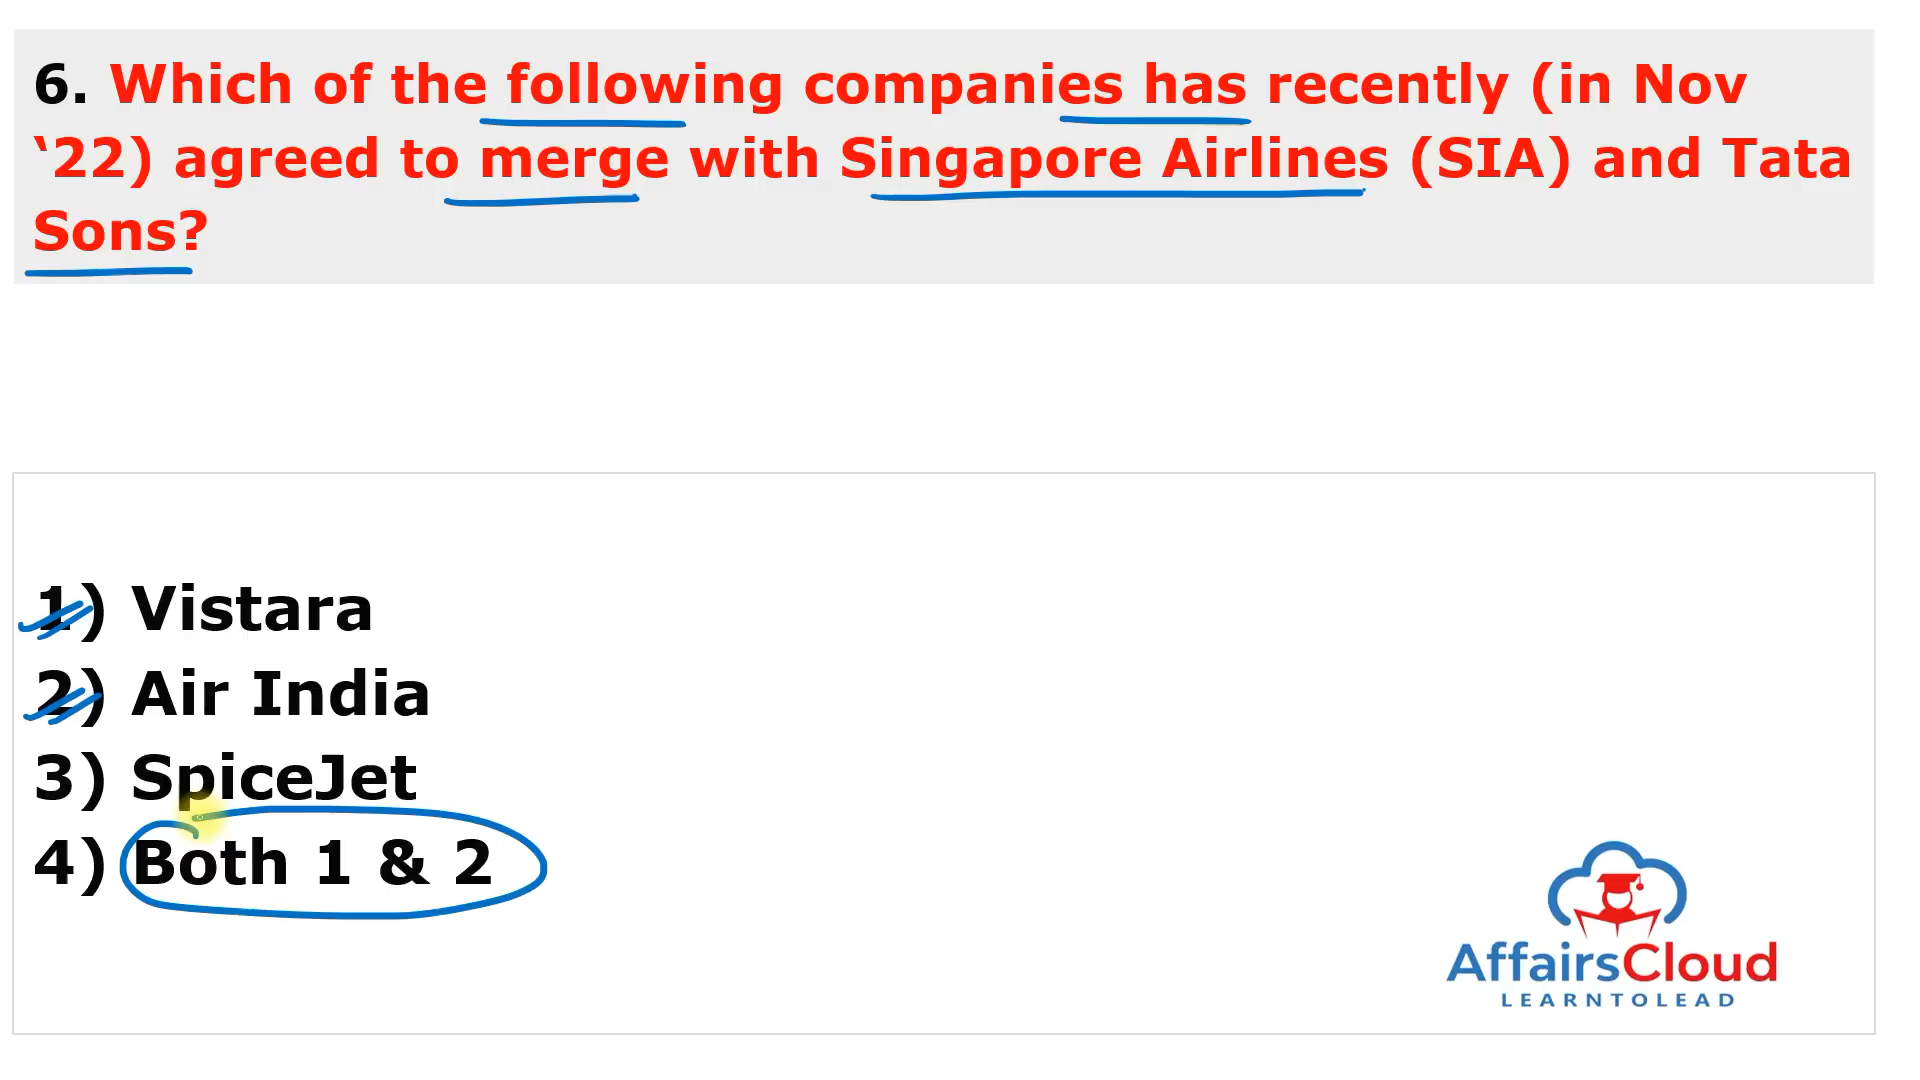 6. Which of the following companies has recently (in Nov
‘22) agreed to merge with Singapore Airlines (SIA) and Tata
Sons?
1) Vistara
2) Air India
3) SpiceJet
4) Both 1 & 2
AffairsCloud
LEARNTOLEAD